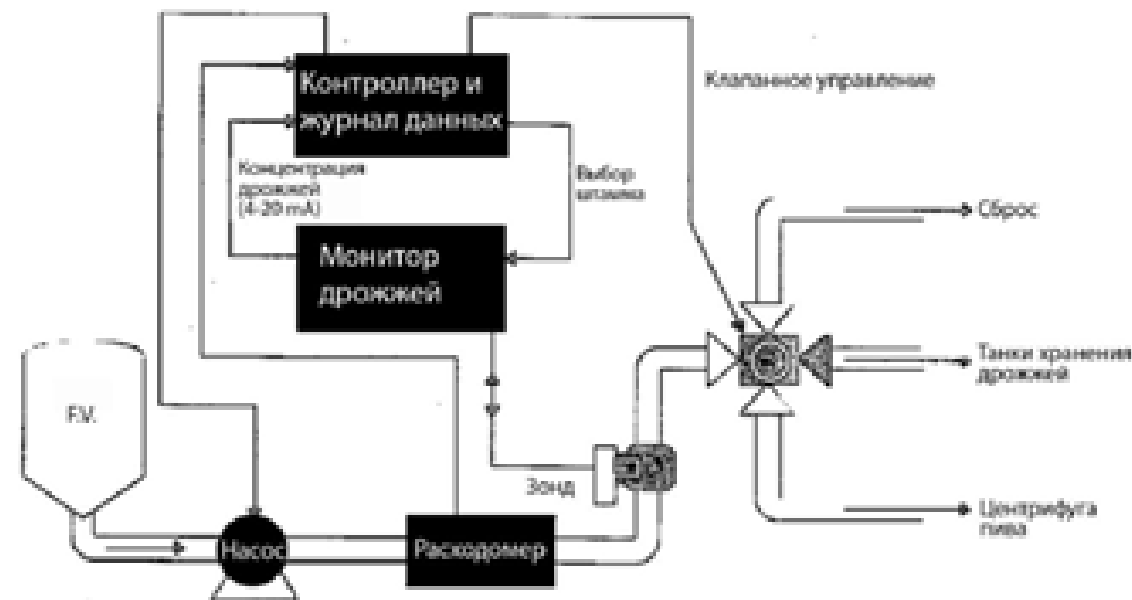 Контроллер и
журнал данных
Клапанное управление
Концентрация
дрожжей
(4-20 mA)
Выбор
штамма
Сброс
Монитор
дрожжей
Танки хранения
дрожжей
F.V.
Зонд
Центрифуга
пива
Насос
Расходомер